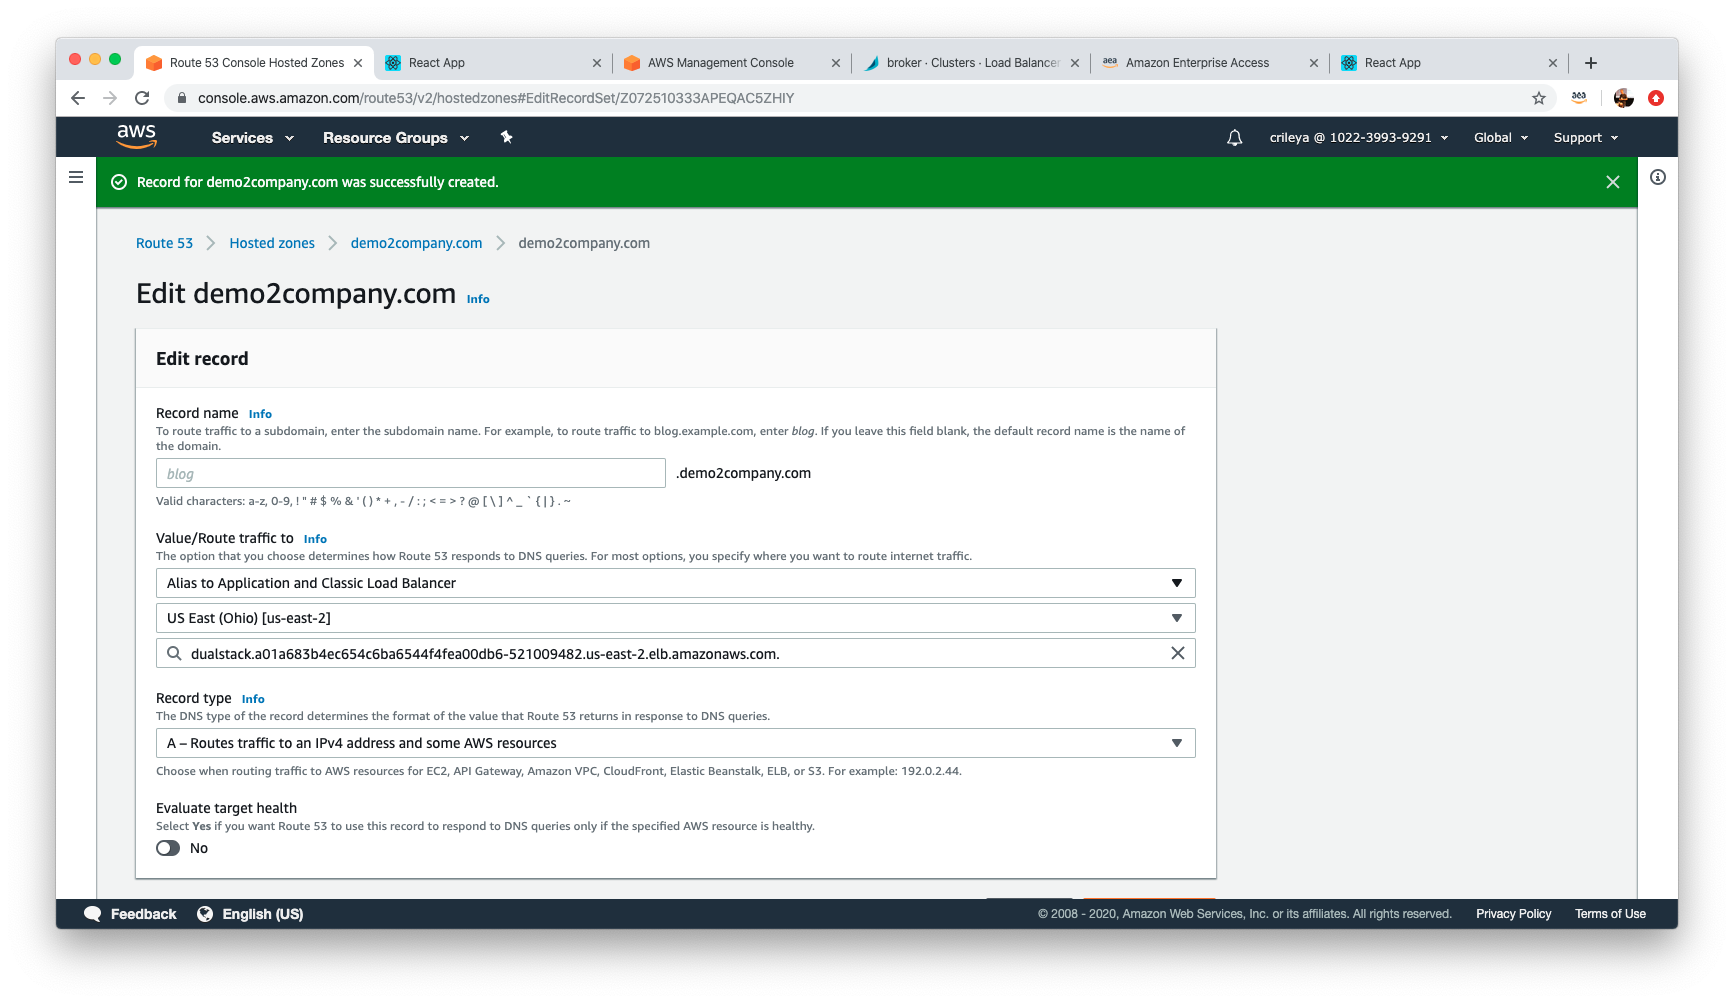 Route 53 Console Hosted Zones
React App
AWS Management Console
broker · Clusters · Load Balancer
aea Amazon Enterprise Access
React App
console.aws.amazon.com/route53/v2/hostedzones#EditRecordSet/Z072510333APEQAC5ZHIY
aea
aws
Services
Resource Groups
crileya @ 1022-3993-9291
Global
Support
Record for demo2company.com was successfully created.
Route 53 > Hosted zones > demo2company.com > demo2company.com
Edit demo2company.com Info
Edit record
Record name Info
To route traffic to a subdomain, enter the subdomain name. For example, to route traffic to blog.example.com, enter blog. If you leave this field blank, the default record name is the name of
the domain.
blog .demo2company.com
Valid characters: a-z, 0-9, ! " # $ % & ' ( ) * + , - / : ; < = > ? @ [ \ ] ^ _ ` { | } . ~
Value/Route traffic to Info
The option that you choose determines how Route 53 responds to DNS queries. For most options, you specify where you want to route internet traffic.
Alias to Application and Classic Load Balancer
US East (Ohio) [us-east-2]
dualstack.a01a683b4ec654c6ba6544f4fea00db6-521009482.us-east-2.elb.amazonaws.com.
Record type Info
The DNS type of the record determines the format of the value that Route 53 returns in response to DNS queries.
A – Routes traffic to an IPv4 address and some AWS resources
Choose when routing traffic to AWS resources for EC2, API Gateway, Amazon VPC, CloudFront, Elastic Beanstalk, ELB, or S3. For example: 192.0.2.44.
Evaluate target health
Select Yes if you want Route 53 to use this record to respond to DNS queries only if the specified AWS resource is healthy.
No
Feedback
English (US)
© 2008 - 2020, Amazon Web Services, Inc. or its affiliates. All rights reserved.
Privacy Policy
Terms of Use